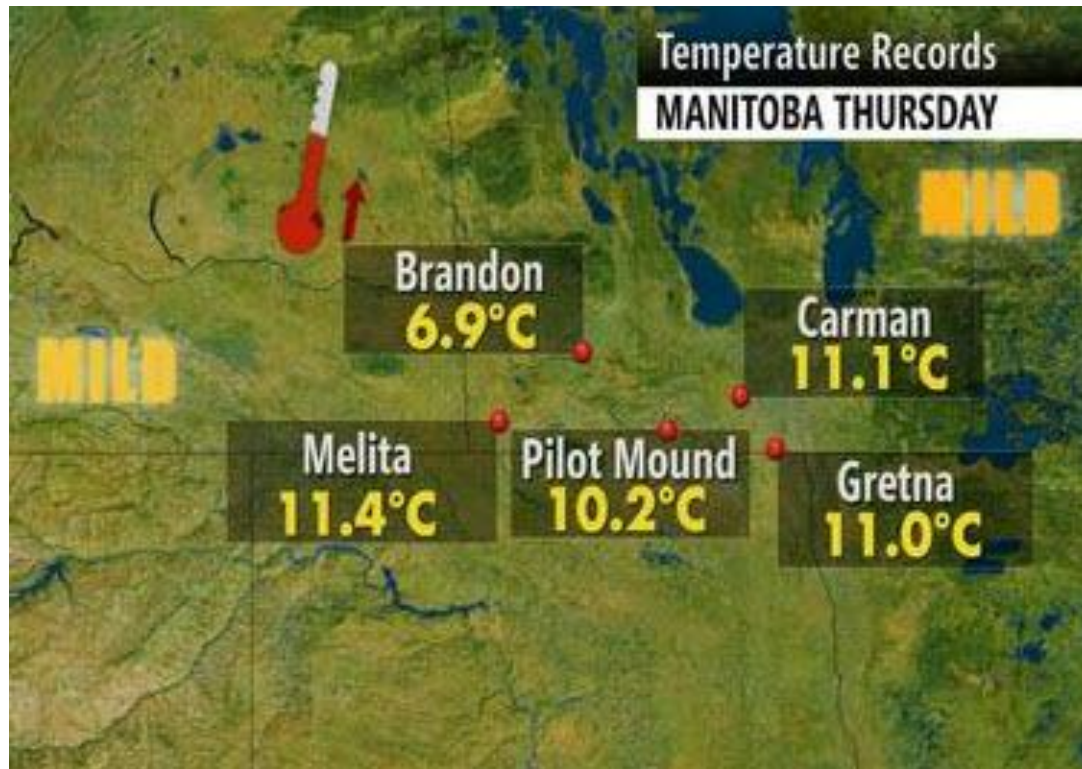 Temperature Records
MANITOBA THURSDAY
MILD
Brandon
6.9°C
Carman
11.1°C
MILD
Melita
11.4°C
Pilot Mound
10.2°C
Gretna
11.0°C